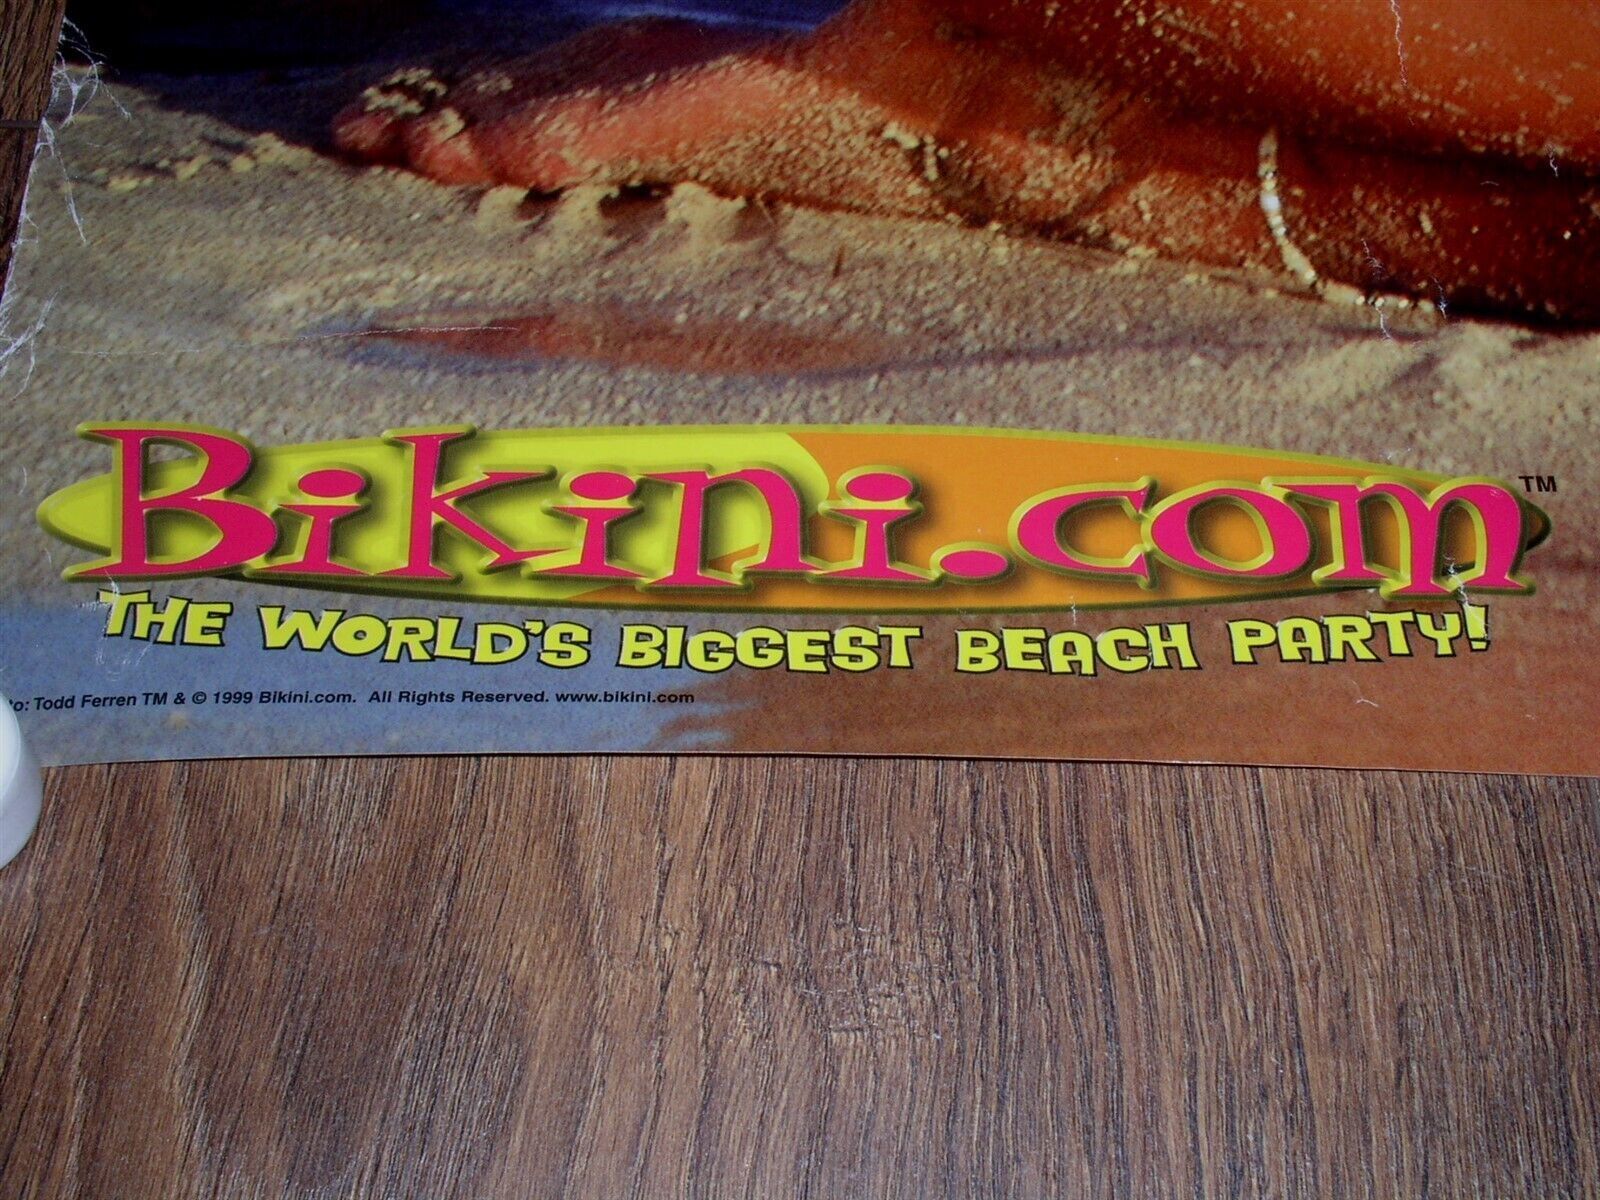 Bikini.com™
THE WORLD'S BIGGEST BEACH PARTY!
Todd Ferren TM & © 1999 Bikini.com. All Rights Reserved. www.bikini.com